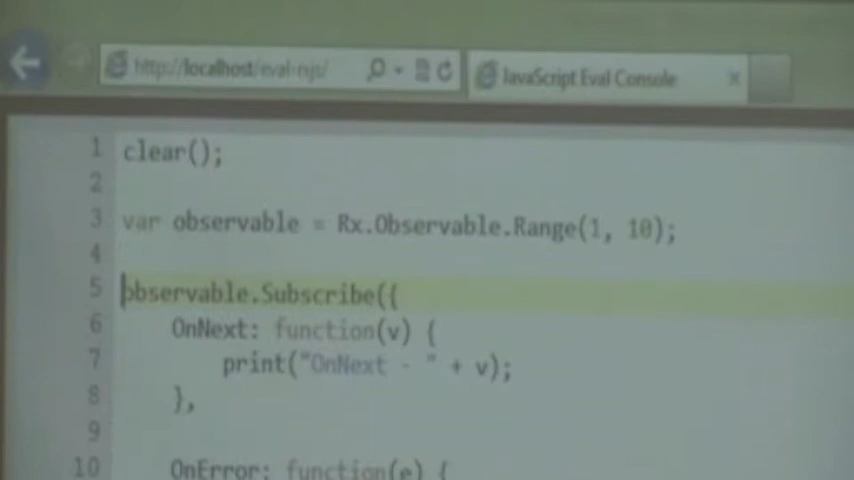 http://localhost/eval-rxjs/
JavaScript Eval Console
1 clear();
2
3 var observable = Rx.Observable.Range(1, 10);
4
5 observable.Subscribe({
6 OnNext: function(v) {
7 print("OnNext - " + v);
8 },
9
10 OnError: function(e) {